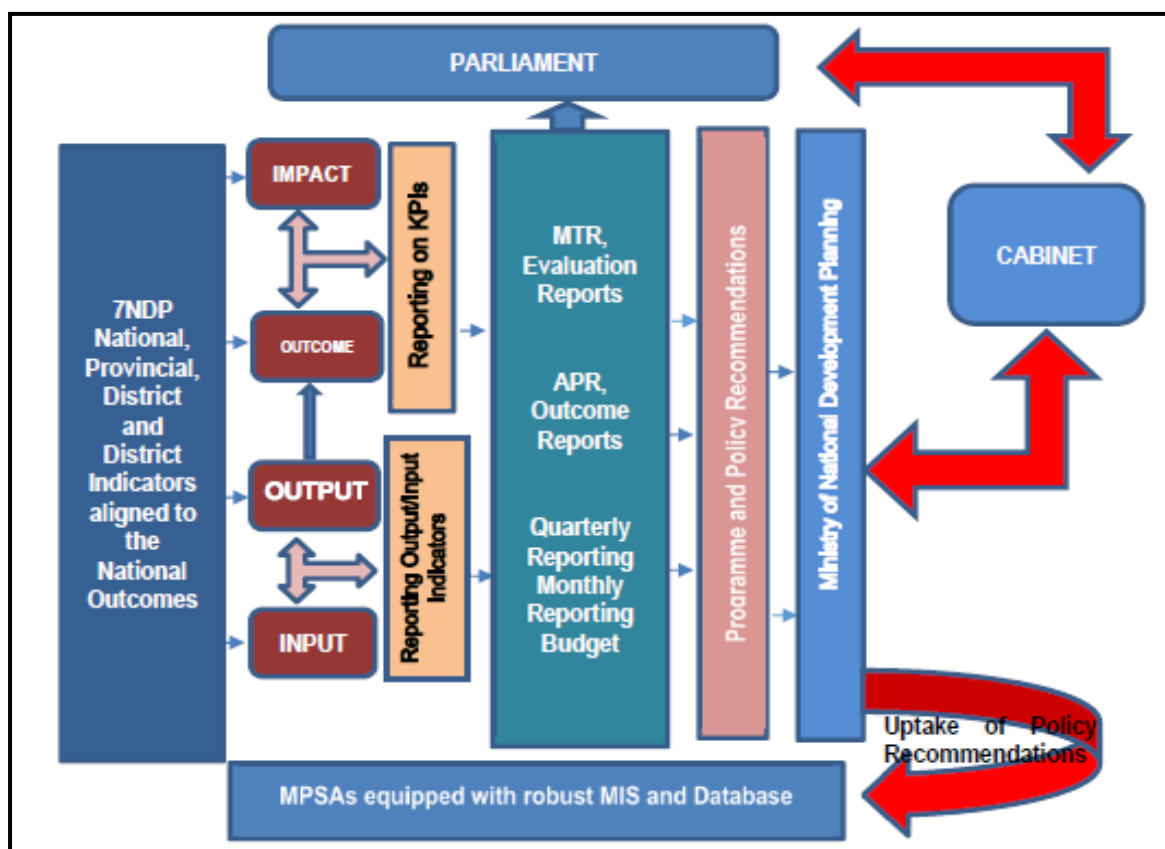 PARLIAMENT
7NDP
National,
Provincial,
District
and
District
Indicators
aligned to
the
National
Outcomes
IMPACT
OUTCOME
OUTPUT
INPUT
Reporting on KPIs
Reporting Output/Input
Indicators
MTR,
Evaluation
Reports
APR,
Outcome
Reports
Quarterly
Reporting
Monthly
Reporting
Budget
Programme and Policy Recommendations
Ministry of National Development Planning
CABINET
Uptake of Policy
Recommendations
MPSAs equipped with robust MIS and Database